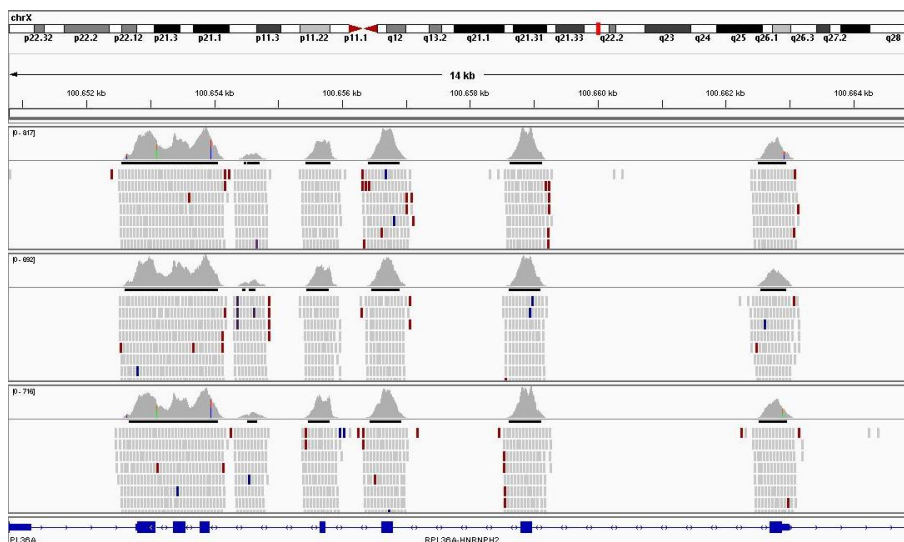 chrX
p22.32 p22.2 p22.12 p21.3 p21.1 p11.3 p11.22 p11.1 q12 q13.2 q21.1 q21.31 q21.33 q22.2 q23 q24 q25 q26.1 q26.3 q27.2 q28
14 kb
100.652 kb 100.654 kb 100.656 kb 100.658 kb 100.660 kb 100.662 kb 100.664 kb
[0 - 817]
[0 - 692]
[0 - 716]
PL36A RPL36A-HNRNPH2